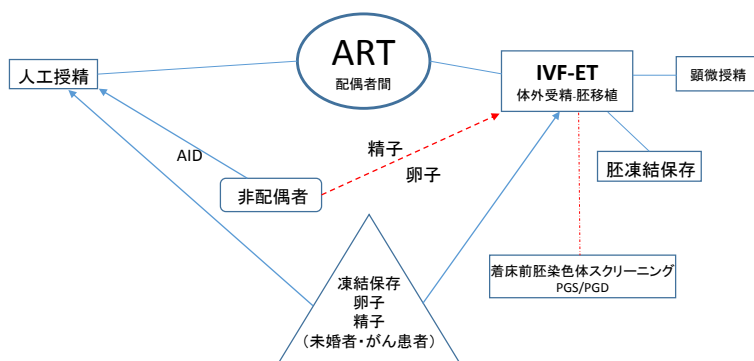 ART
配偶者間
人工授精
IVF-ET
体外受精-胚移植
顕微授精
AID
精子
卵子
非配偶者
胚凍結保存
着床前胚染色体スクリーニング
PGS/PGD
凍結保存
卵子
精子
(未婚者・がん患者)